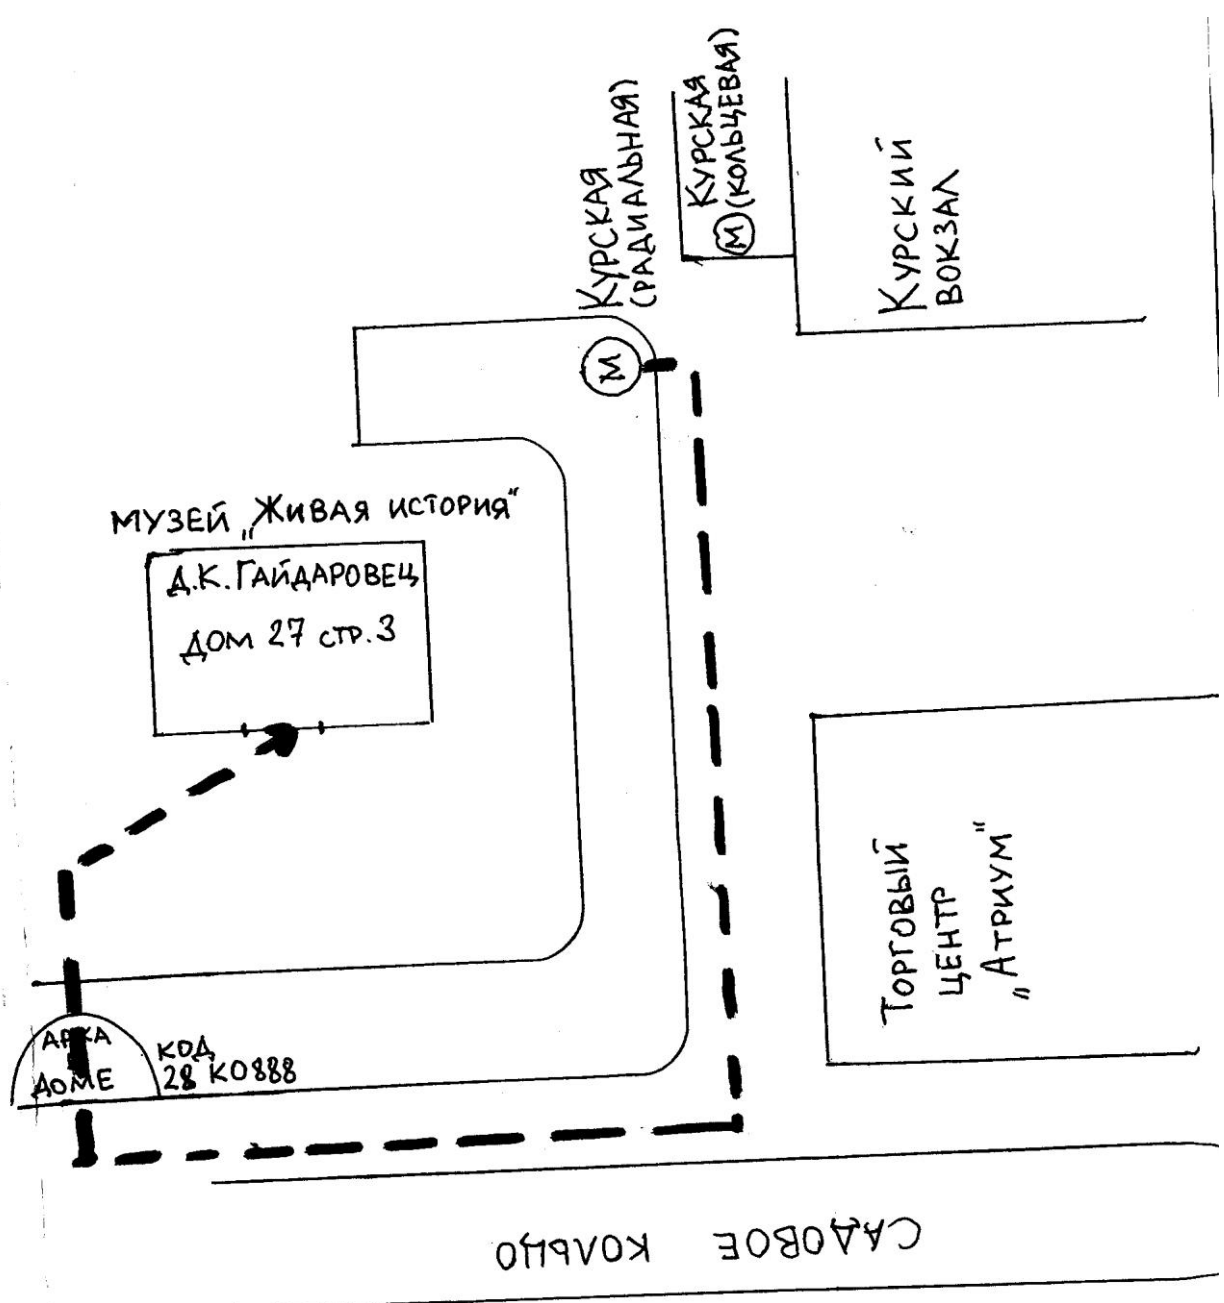 КУРСКАЯ
(РАДИАЛЬНАЯ)
М
КУРСКАЯ
М (КОЛЬЦЕВАЯ)
КУРСКИЙ
ВОКЗАЛ
МУЗЕЙ „ЖИВАЯ ИСТОРИЯ“
Д.К. ГАЙДАРОВЕЦ
ДОМ 27 СТР.3
ТОРГОВЫЙ
ЦЕНТР
„АТРИУМ“
АРКА
ДОМЕ
КОД
28 КО888
САДОВОЕ КОЛЬЦО